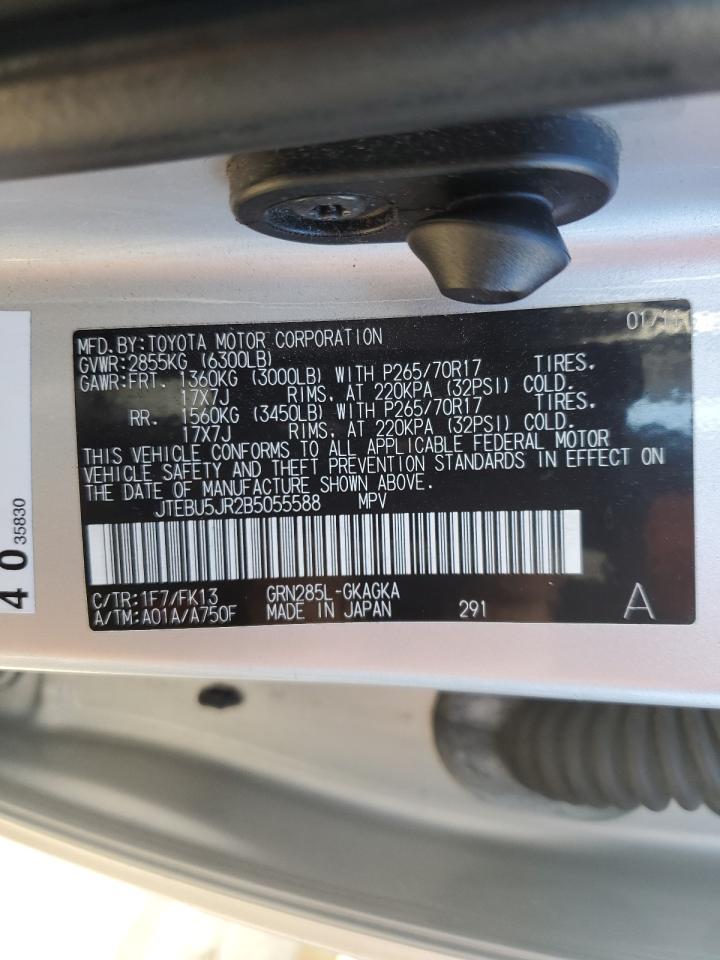 MFD.BY:TOYOTA MOTOR CORPORATION 01/11
GVWR:2855KG (6300LB)
GAWR:FRT. 1360KG (3000LB) WITH P265/70R17 TIRES.
17X7J RIMS, AT 220KPA (32PSI) COLD.
RR. 1560KG (3450LB) WITH P265/70R17 TIRES.
17X7J RIMS, AT 220KPA (32PSI) COLD.
THIS VEHICLE CONFORMS TO ALL APPLICABLE FEDERAL MOTOR
VEHICLE SAFETY AND THEFT PREVENTION STANDARDS IN EFFECT ON
THE DATE OF MANUFACTURE SHOWN ABOVE.
JTEBU5JR2B5055588 MPV
C/TR:1F7/FK13 GRN285L-GKAGKA
A/TM:A01A/A750F MADE IN JAPAN 291 A
4 0
35830